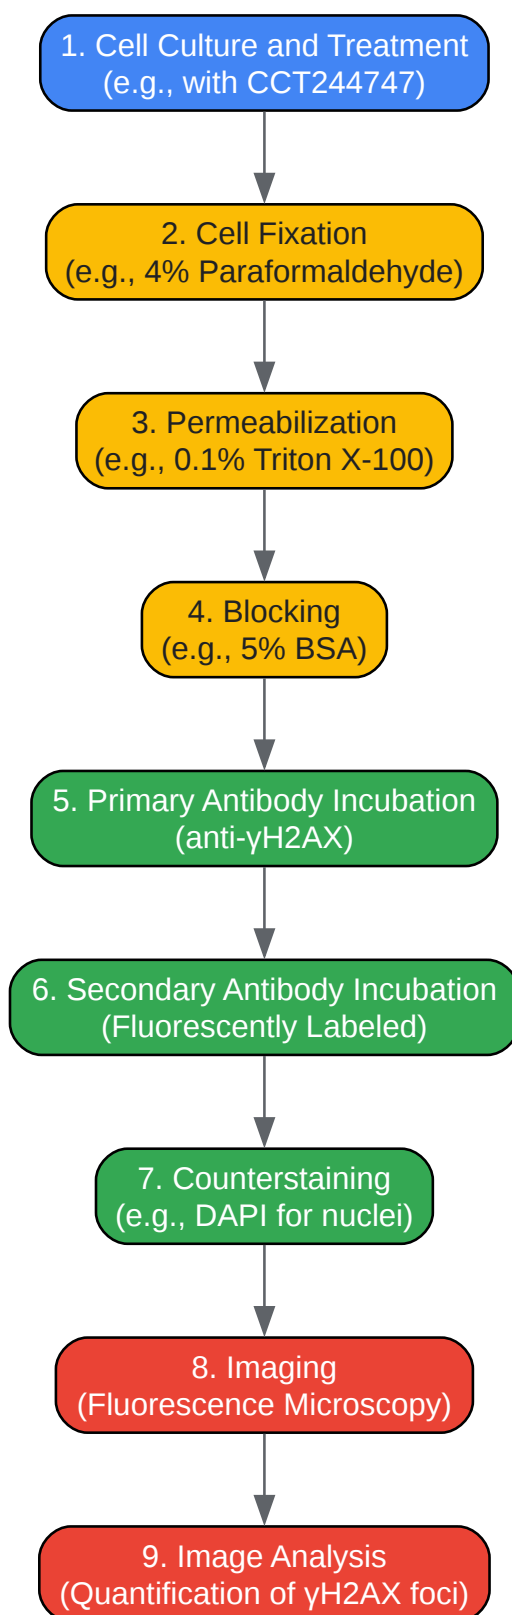 1. Cell Culture and Treatment
(e.g., with CCT244747)
2. Cell Fixation
(e.g., 4% Paraformaldehyde)
3. Permeabilization
(e.g., 0.1% Triton X-100)
4. Blocking
(e.g., 5% BSA)
5. Primary Antibody Incubation
(anti-γH2AX)
6. Secondary Antibody Incubation
(Fluorescently Labeled)
7. Counterstaining
(e.g., DAPI for nuclei)
8. Imaging
(Fluorescence Microscopy)
9. Image Analysis
(Quantification of γH2AX foci)